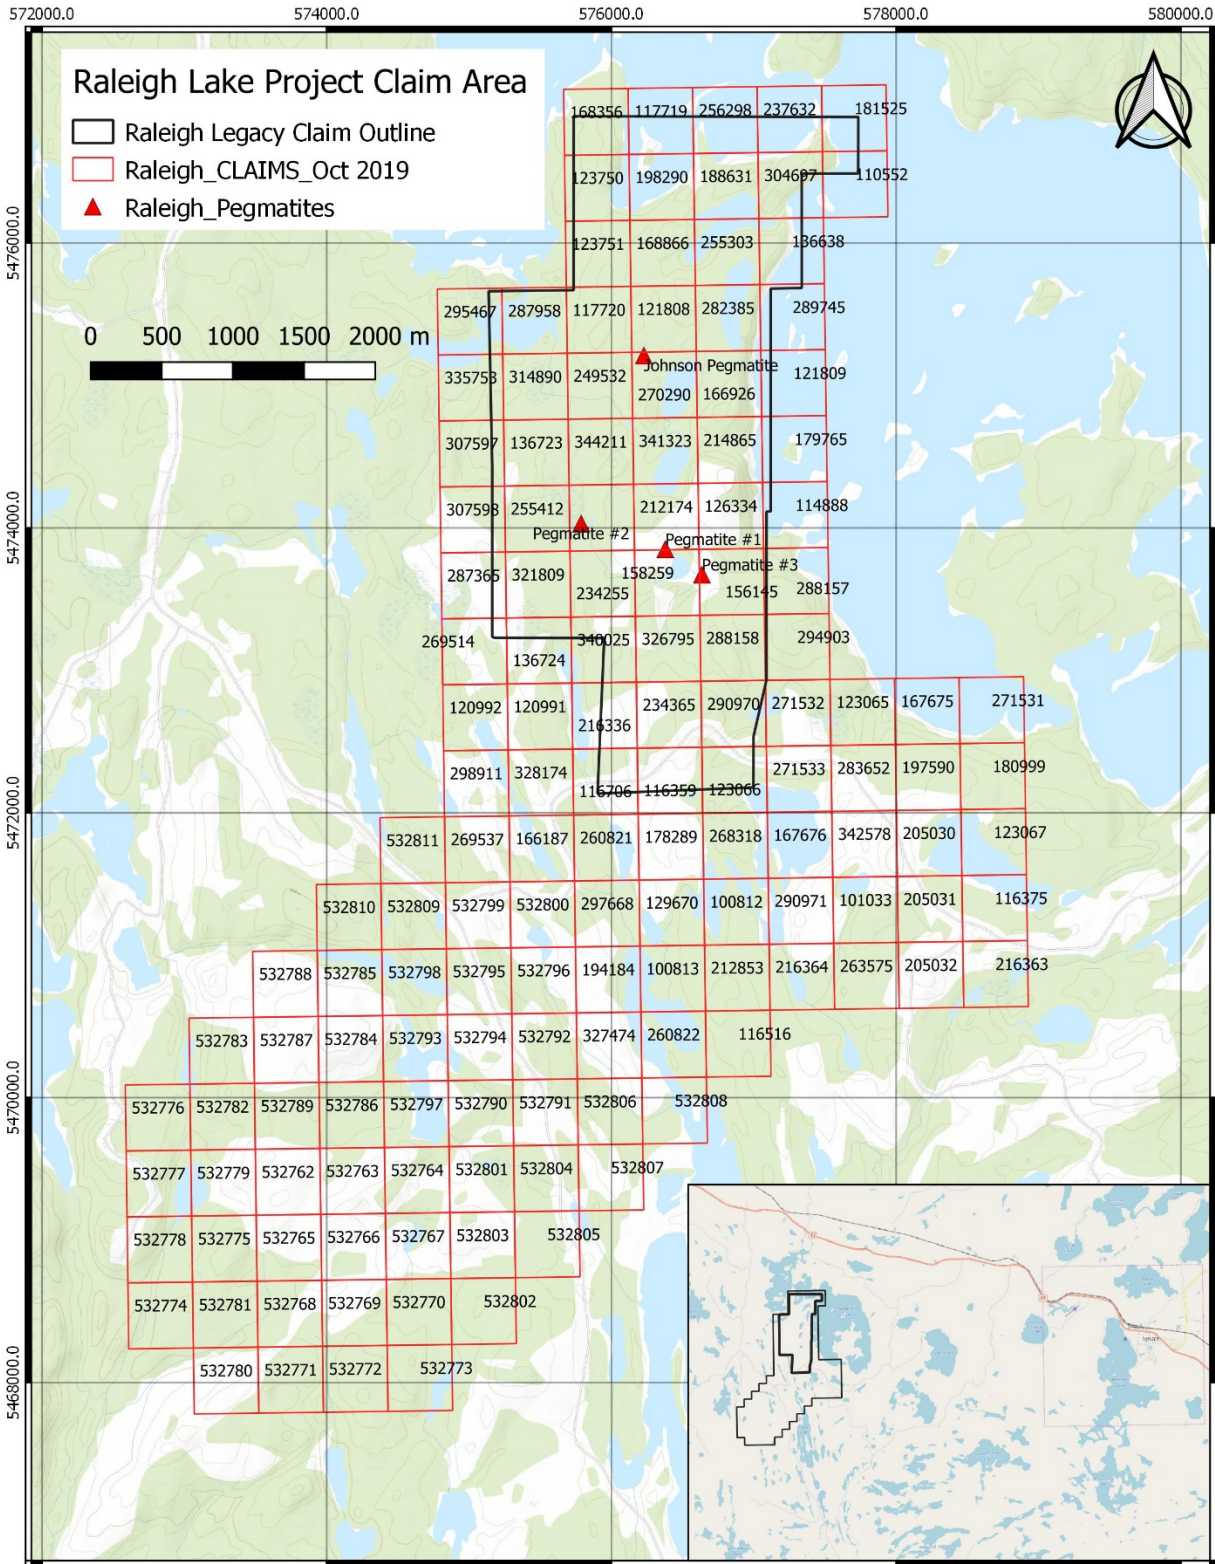 572000.0 574000.0 576000.0 578000.0 580000.0
Raleigh Lake Project Claim Area
Raleigh Legacy Claim Outline
Raleigh_CLAIMS_Oct 2019
Raleigh_Pegmatites
0 500 1000 1500 2000 m
5476000.0
5474000.0
5472000.0
5470000.0
5468000.0
168356 117719 256298 237632 181525
123750 198290 188631 304697 110552
123751 168866 255303 136638
295467 287958 117720 121808 282385 289745
Johnson Pegmatite
335753 314890 249532 121809
270290 166926
307597 136723 344211 341323 214865 179765
307598 255412 212174 126334 114888
Pegmatite #2
Pegmatite #1
Pegmatite #3
287365 321809 158259
234255 156145 288157
269514 340025 326795 288158 294903
136724
120992 120991 234365 290970 271532 123065 167675 271531
216336
298911 328174 271533 283652 197590 180999
116706 116359 123066
532811 269537 166187 260821 178289 268318 167676 342578 205030 123067
532810 532809 532799 532800 297668 129670 100812 290971 101033 205031 116375
532788 532785 532798 532795 532796 194184 100813 212853 216364 263575 205032 216363
532783 532787 532784 532793 532794 532792 327474 260822 116516
532776 532782 532789 532786 532797 532790 532791 532806 532808
532777 532779 532762 532763 532764 532801 532804 532807
532778 532775 532765 532766 532767 532803 532805
532774 532781 532768 532769 532770 532802
532780 532771 532772 532773